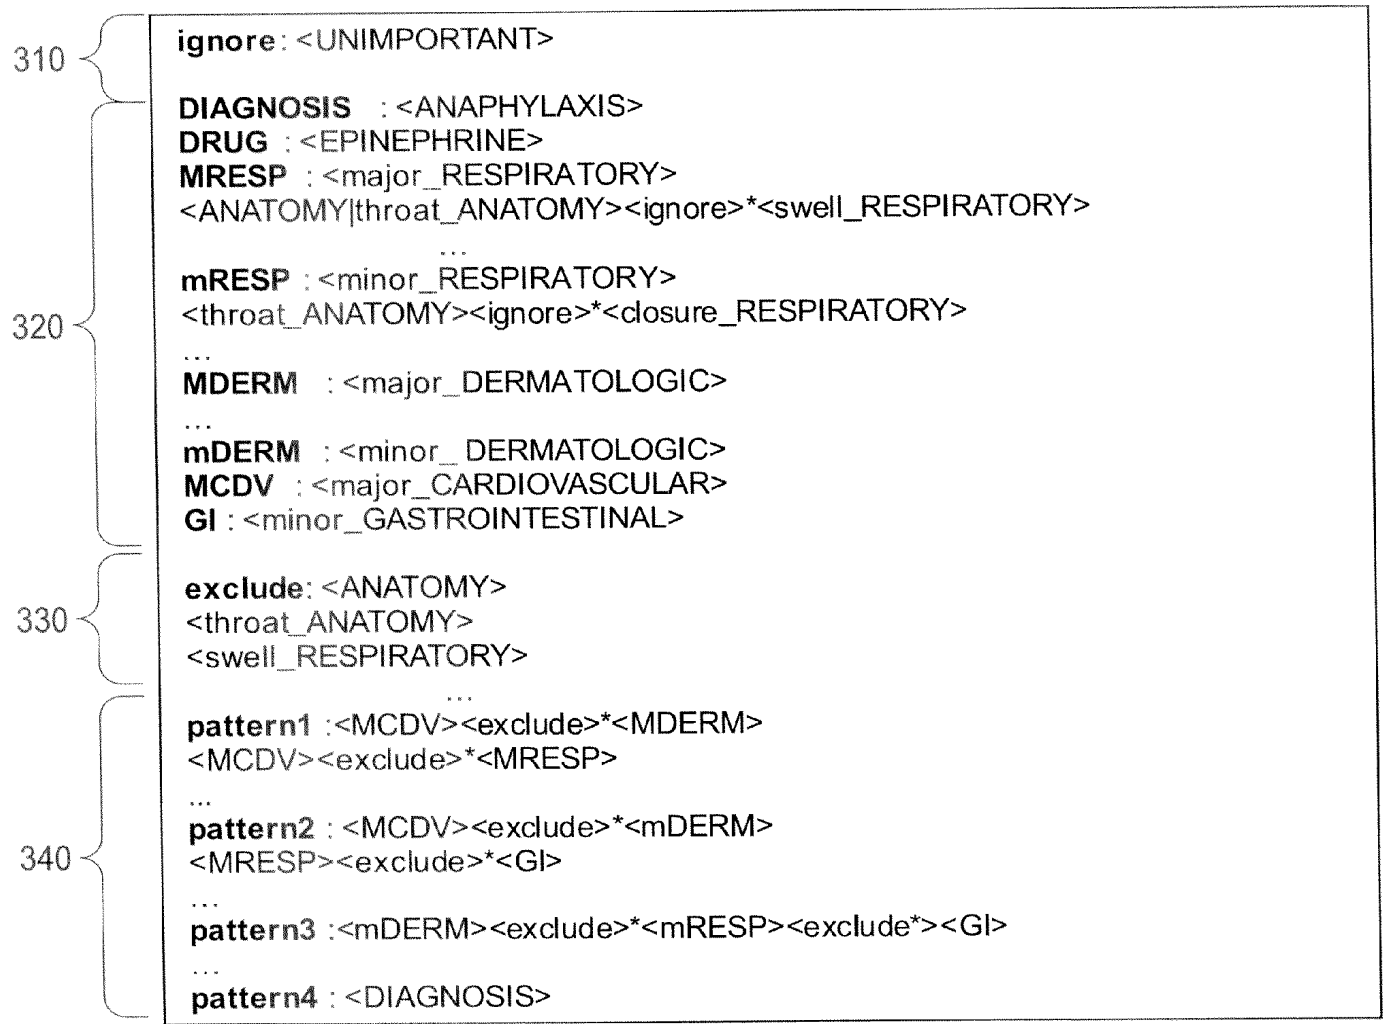 310
ignore: <UNIMPORTANT>
DIAGNOSIS : <ANAPHYLAXIS>
DRUG : <EPINEPHRINE>
MRESP : <major_RESPIRATORY>
<ANATOMY|throat_ANATOMY><ignore>*<swell_RESPIRATORY>
...
mRESP : <minor_RESPIRATORY>
320
<throat_ANATOMY><ignore>*<closure_RESPIRATORY>
...
MDERM : <major_DERMATOLOGIC>
...
mDERM : <minor_ DERMATOLOGIC>
MCDV : <major_CARDIOVASCULAR>
GI : <minor_GASTROINTESTINAL>
exclude: <ANATOMY>
330
<throat_ANATOMY>
<swell_RESPIRATORY>
...
pattern1 :<MCDV><exclude>*<MDERM>
<MCDV><exclude>*<MRESP>
...
pattern2 : <MCDV><exclude>*<mDERM>
340
<MRESP><exclude>*<GI>
...
pattern3 :<mDERM><exclude>*<mRESP><exclude*><GI>
...
pattern4 : <DIAGNOSIS>